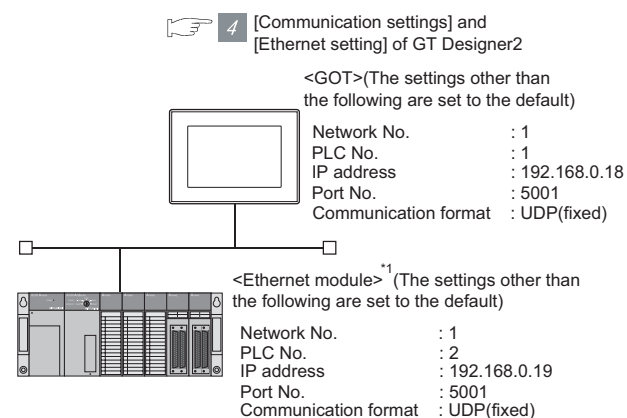 4 [Communication settings] and
[Ethernet setting] of GT Designer2
<GOT>(The settings other than
the following are set to the default)
Network No. : 1
PLC No. : 1
IP address : 192.168.0.18
Port No. : 5001
Communication format : UDP(fixed)
<Ethernet module>*1(The settings other than
the following are set to the default)
Network No. : 1
PLC No. : 2
IP address : 192.168.0.19
Port No. : 5001
Communication format : UDP(fixed)